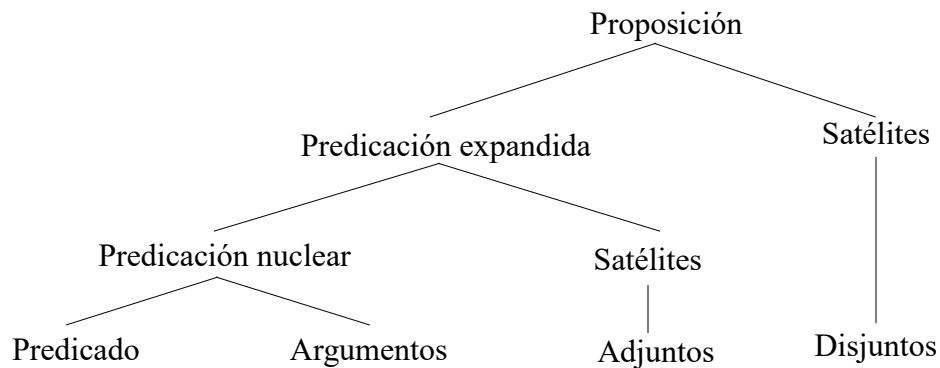 Proposición
Predicación expandida
Satélites
Predicación nuclear
Satélites
Predicado
Argumentos
Adjuntos
Disjuntos